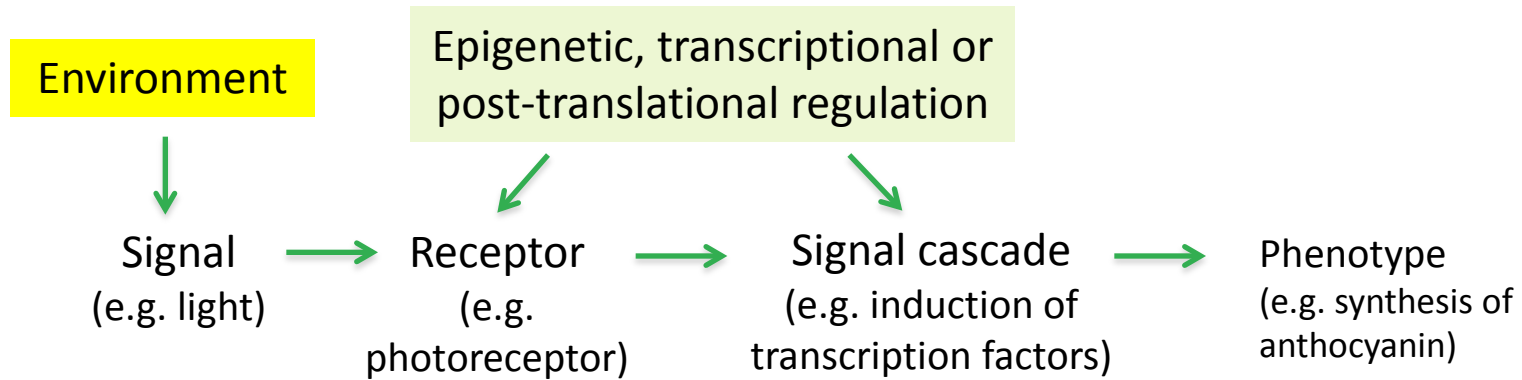 Environment
Epigenetic, transcriptional or
post-translational regulation
Signal
(e.g. light)
Receptor
(e.g.
photoreceptor)
Signal cascade
(e.g. induction of
transcription factors)
Phenotype
(e.g. synthesis of
anthocyanin)